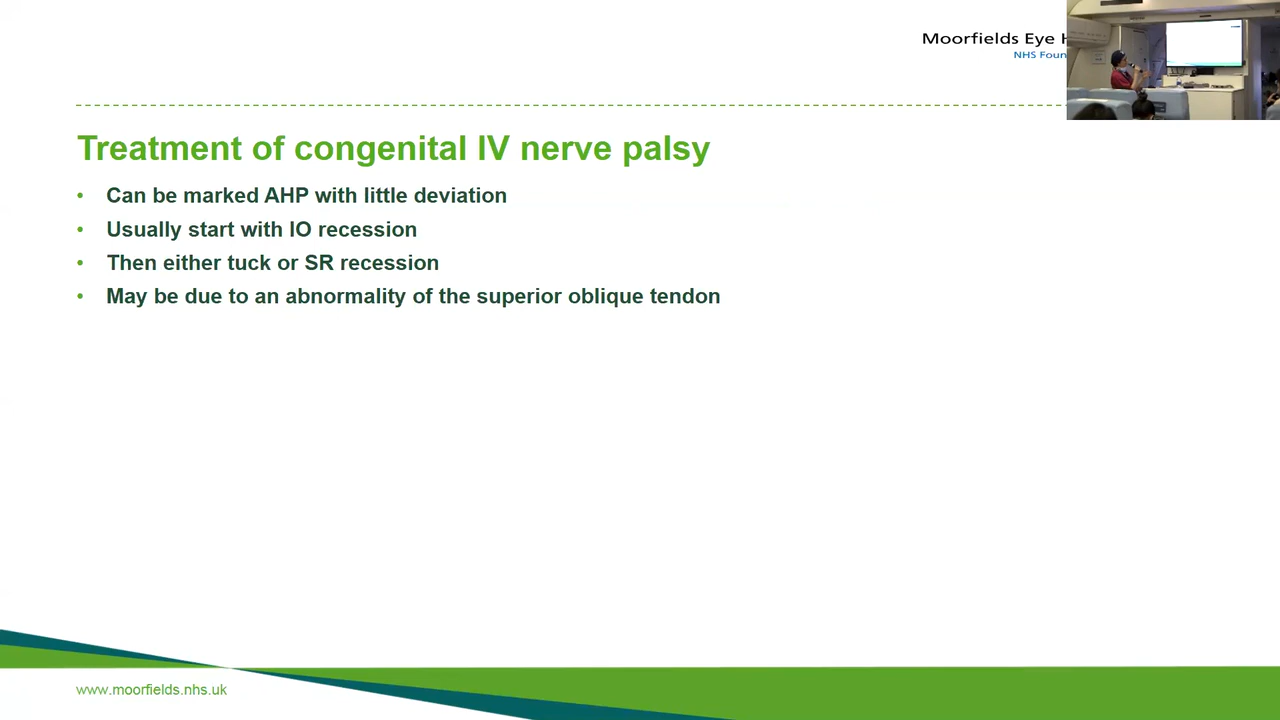 Moorfields Eye
NHS Foun
Treatment of congenital IV nerve palsy
• Can be marked AHP with little deviation
• Usually start with IO recession
• Then either tuck or SR recession
• May be due to an abnormality of the superior oblique tendon
www.moorfields.nhs.uk